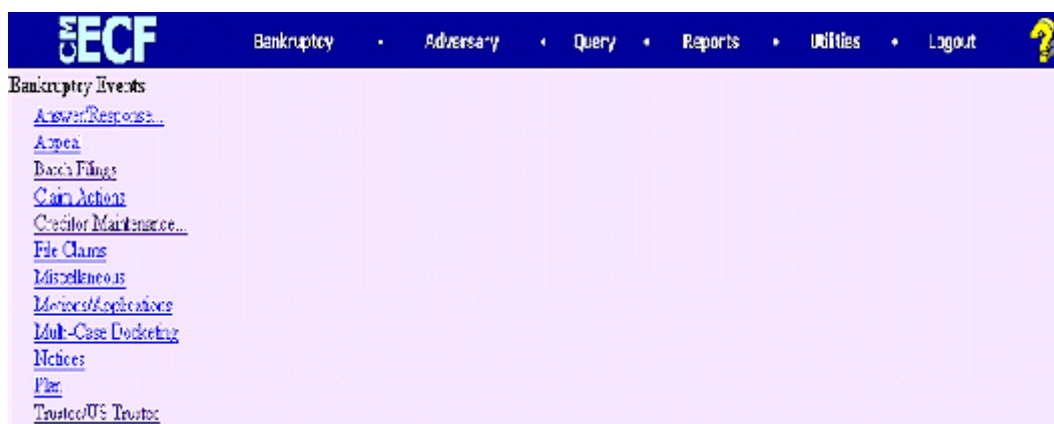 CM ECF Bankruptcy • Adversary • Query • Reports • Utilities • Logout ?
Bankruptcy Events
Answer/Response...
Appeal
Batch Filings
Claim Actions
Creditor Maintenance...
File Claims
Miscellaneous
Motions/Applications
Multi-Case Docketing
Notices
Plan
Trustee/US Trustee